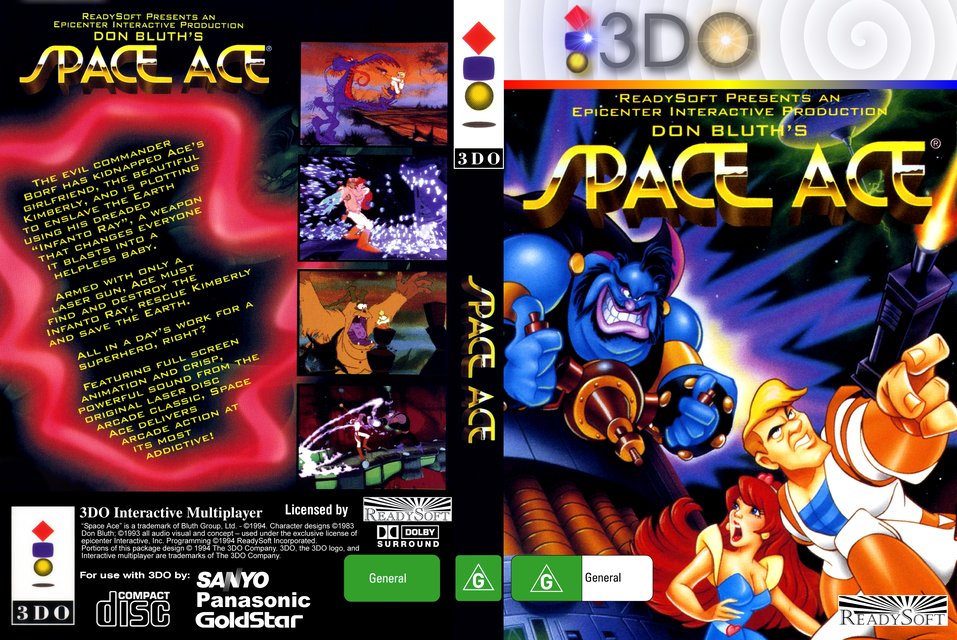 ReadySoft Presents an
Epicenter Interactive Production
Don Bluth's
SPACE ACE®
The evil commander
Borf has kidnapped Ace's
girlfriend, the beautiful
Kimberly, and is plotting
to enslave the Earth
using his dreaded
"Infanto Ray", a weapon
that changes everyone
it blasts into a
helpless baby!
Armed with only a
laser gun, Ace must
find and destroy the
Infanto Ray, rescue Kimberly
and save the Earth.
All in a day's work for a
superhero, right?
Featuring full screen
animation and crisp,
powerful sound from the
original laser disc
arcade classic, Space
Ace delivers
arcade action at
its most
addictive!
3DO
3DO Interactive Multiplayer
"Space Ace" is a trademark of Bluth Group, Ltd. - ©1994. Character designs ©1983
Don Bluth; ©1993 all audio visual and concept – used under the exclusive license of
epicenter Interactive, Inc. Programming ©1994 ReadySoft Incorporated.
Portions of this package design © 1994 The 3DO Company. 3DO, the 3DO logo, and
Interactive multiplayer are trademarks of The 3DO Company.
Licensed by
ReadySoft
DOLBY
SURROUND
For use with 3DO by:
COMPACT
disc
SANYO
Panasonic
GoldStar
General
3DO
SPACE ACE
G
3DO
ReadySoft Presents an
Epicenter Interactive Production
Don Bluth's
SPACE ACE®
G
General
ReadySoft